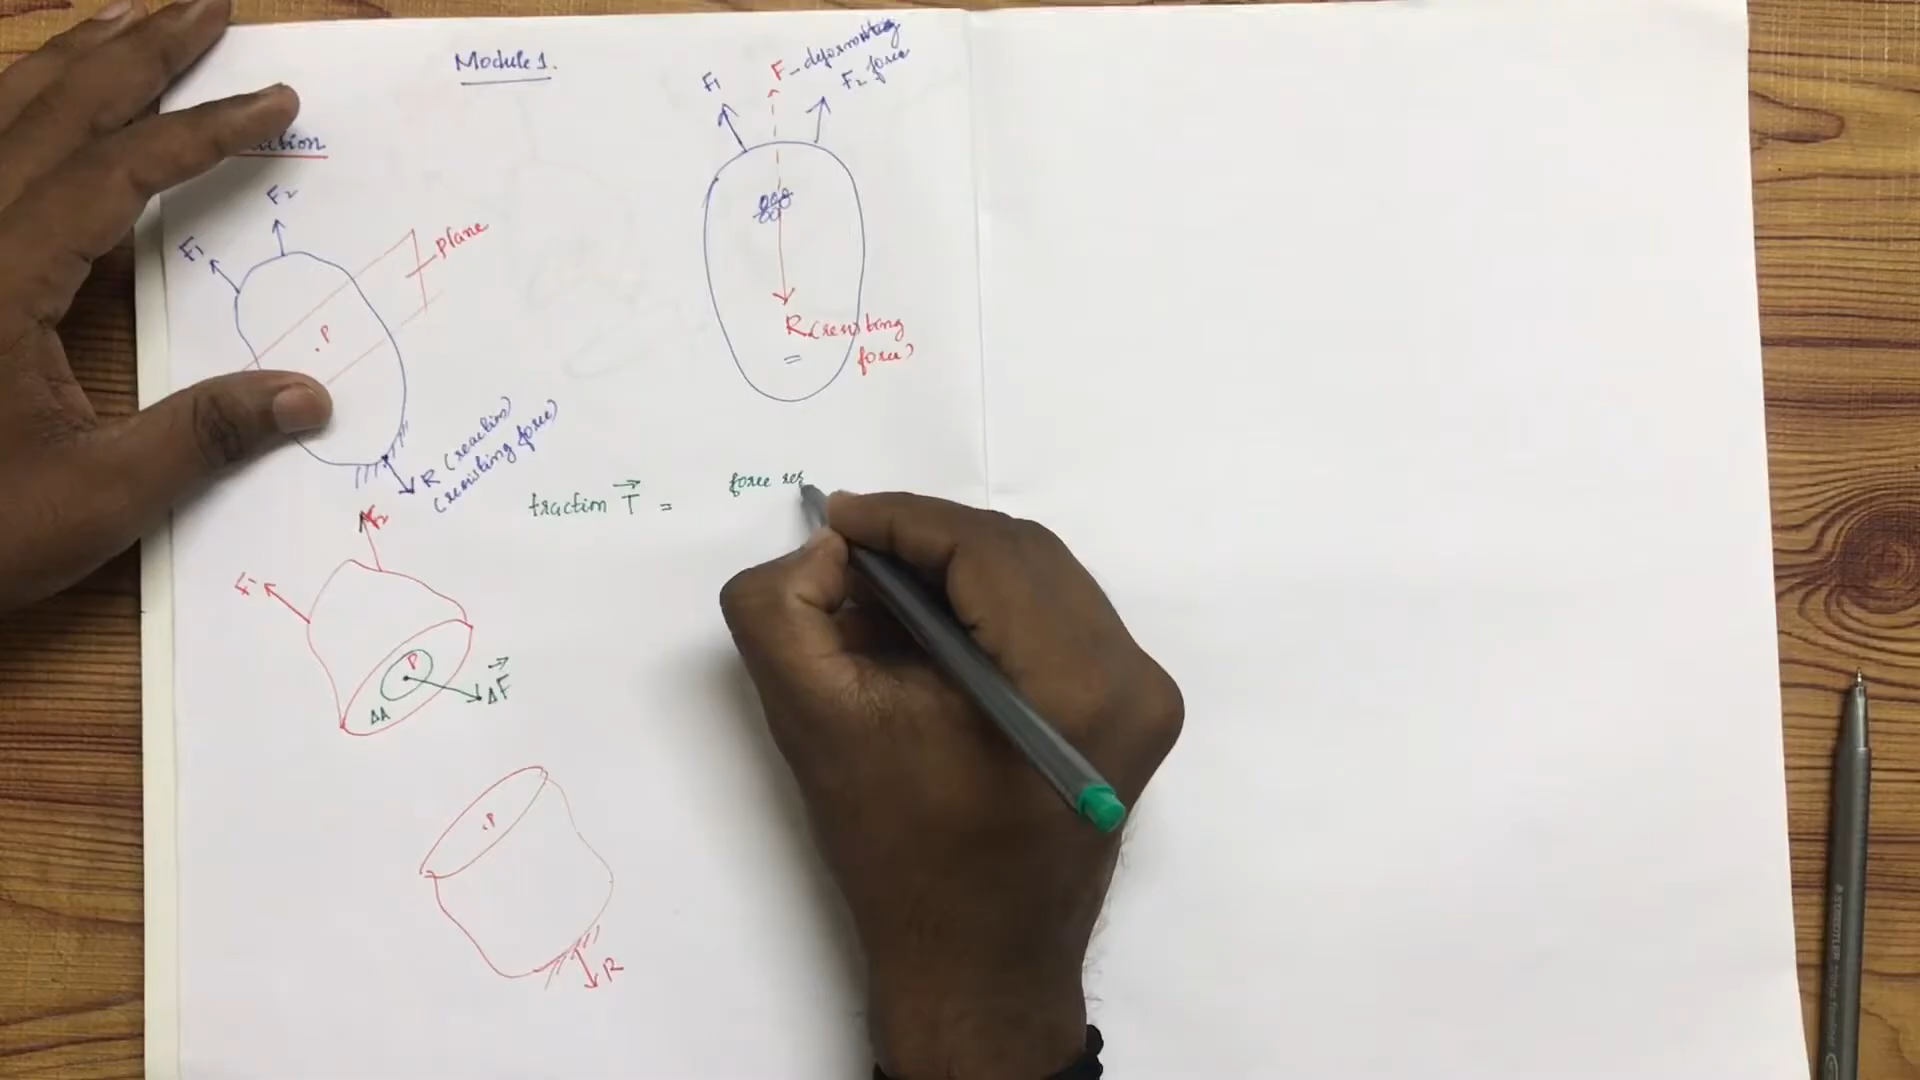 Module 1.
F1
F - deforming
F2 force
F2
F1
plane
.P
R (resisting
force)
=
R (reaction)
(resisting force)
traction T =
force res
F2
P
ΔF
ΔA
.P
R